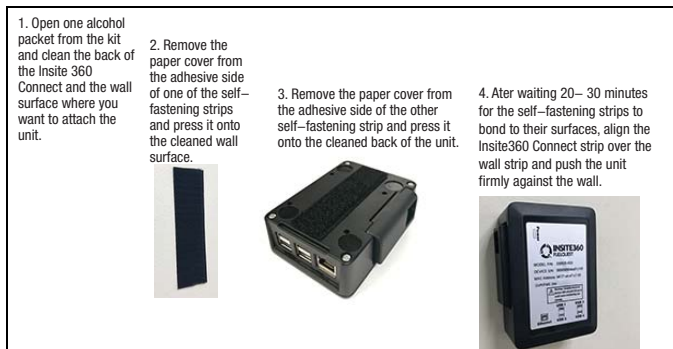 1. Open one alcohol
packet from the kit
and clean the back of
the Insite 360
Connect and the wall
surface where you
want to attach the
unit.
2. Remove the
paper cover from
the adhesive side
of one of the self–
fastening strips
and press it onto
the cleaned wall
surface.
3. Remove the paper cover from
the adhesive side of the other
self–fastening strip and press it
onto the cleaned back of the unit.
4. Ater waiting 20– 30 minutes
for the self–fastening strips to
bond to their surfaces, align the
Insite360 Connect strip over the
wall strip and push the unit
firmly against the wall.
INSITE360